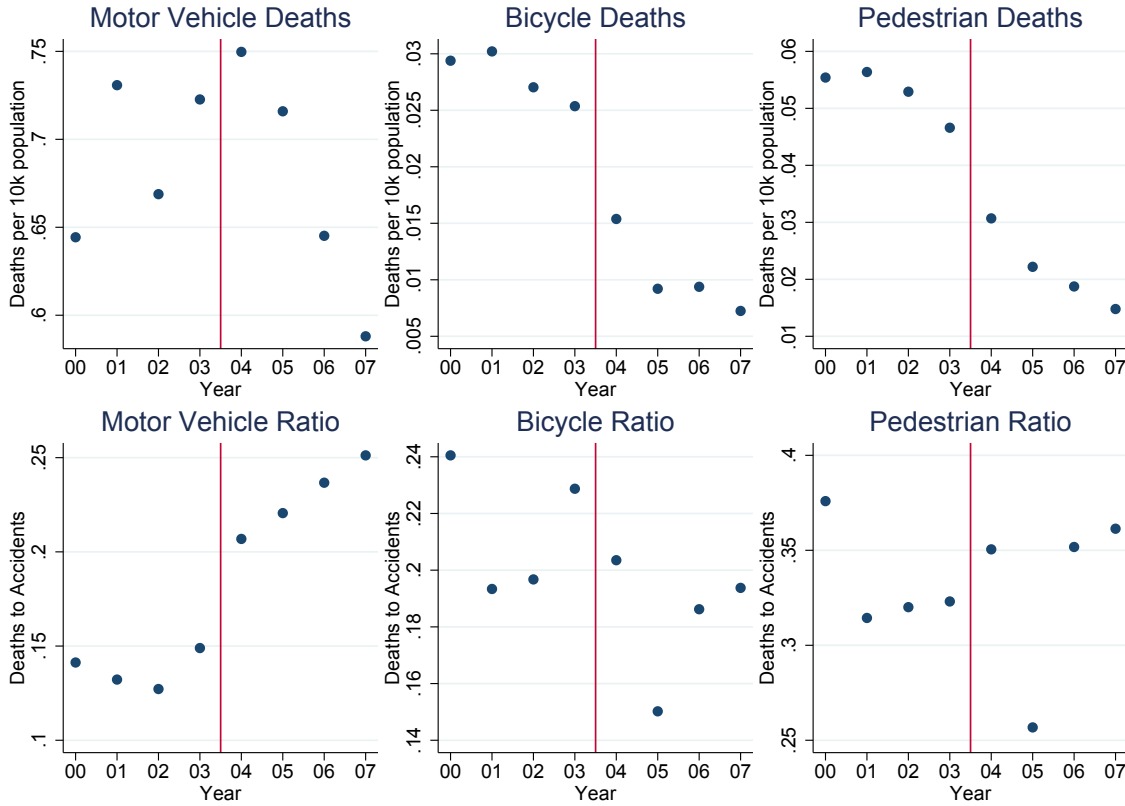 Motor Vehicle Deaths
Deaths per 10k population
.75
.7
.65
.6
00 01 02 03 04 05 06 07
Year
Bicycle Deaths
Deaths per 10k population
.03
.025
.02
.015
.01
.005
00 01 02 03 04 05 06 07
Year
Pedestrian Deaths
Deaths per 10k population
.06
.05
.04
.03
.02
.01
00 01 02 03 04 05 06 07
Year
Motor Vehicle Ratio
Deaths to Accidents
.25
.2
.15
.1
00 01 02 03 04 05 06 07
Year
Bicycle Ratio
Deaths to Accidents
.24
.22
.2
.18
.16
.14
00 01 02 03 04 05 06 07
Year
Pedestrian Ratio
Deaths to Accidents
.4
.35
.3
.25
00 01 02 03 04 05 06 07
Year